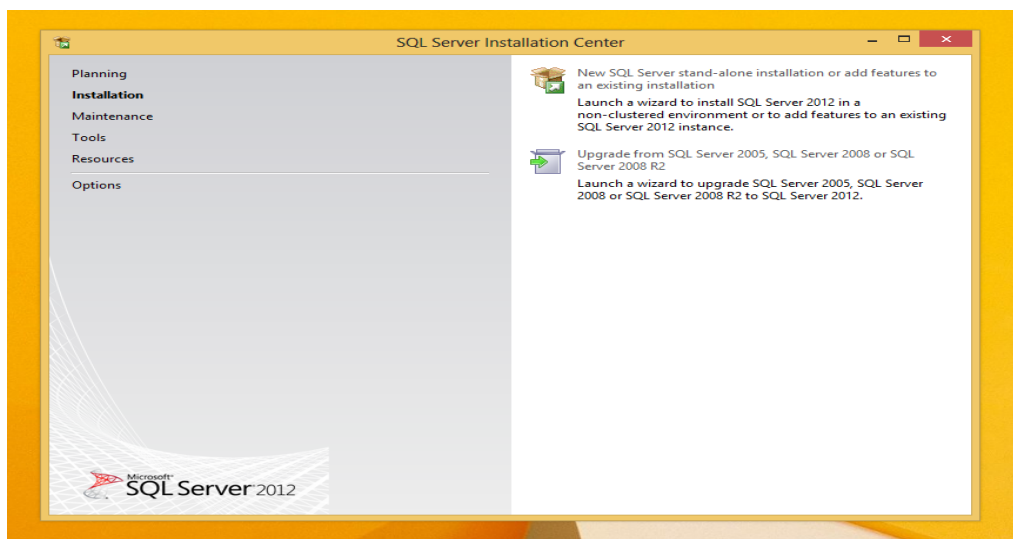 SQL Server Installation Center
Planning
Installation
Maintenance
Tools
Resources
Options
New SQL Server stand-alone installation or add features to
an existing installation
Launch a wizard to install SQL Server 2012 in a
non-clustered environment or to add features to an existing
SQL Server 2012 instance.
Upgrade from SQL Server 2005, SQL Server 2008 or SQL
Server 2008 R2
Launch a wizard to upgrade SQL Server 2005, SQL Server
2008 or SQL Server 2008 R2 to SQL Server 2012.
Microsoft®
SQL Server®2012